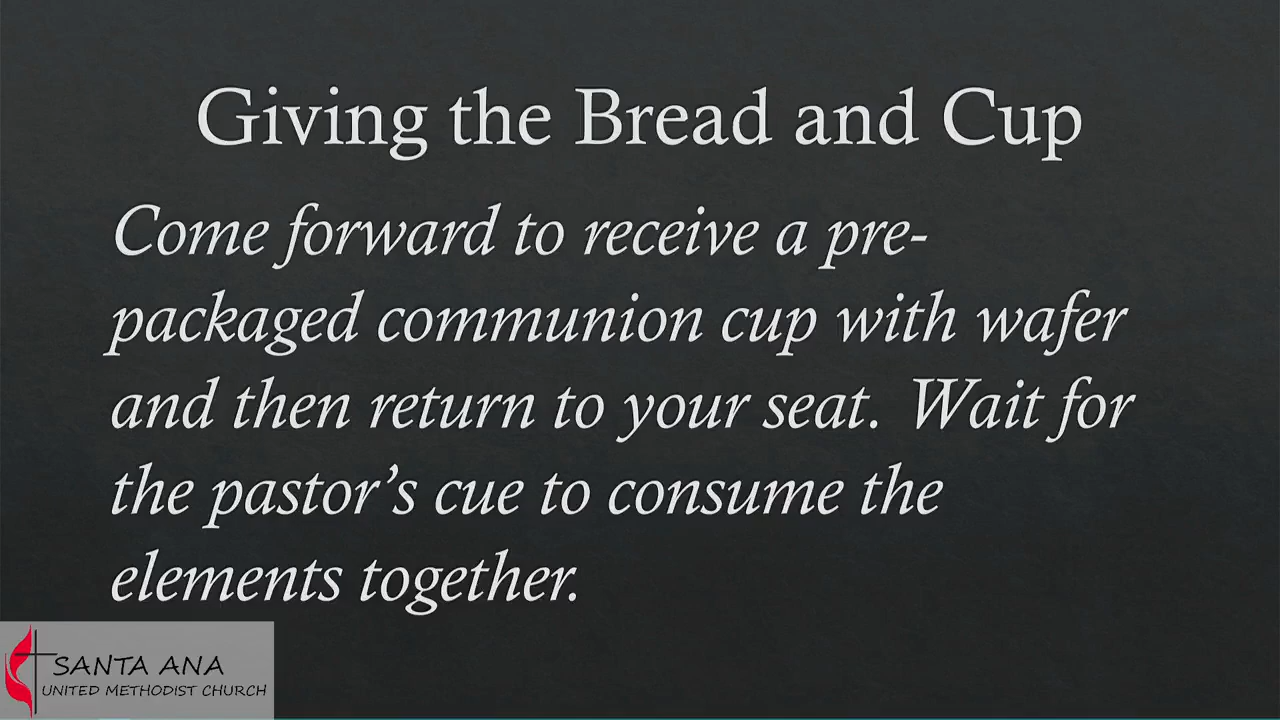 Giving the Bread and Cup
Come forward to receive a pre-
packaged communion cup with wafer
and then return to your seat.  Wait for
the pastor’s cue to consume the
elements together.
SANTA ANA
UNITED METHODIST CHURCH